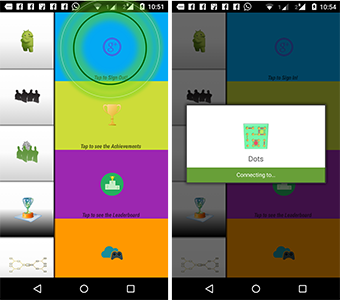 10:51
Tap to Sign Out!
Tap to see the Achievements
Tap to see the Leaderboard
10:54
Tap to Sign In!
Dots
Connecting to...
Tap to see the Leaderboard